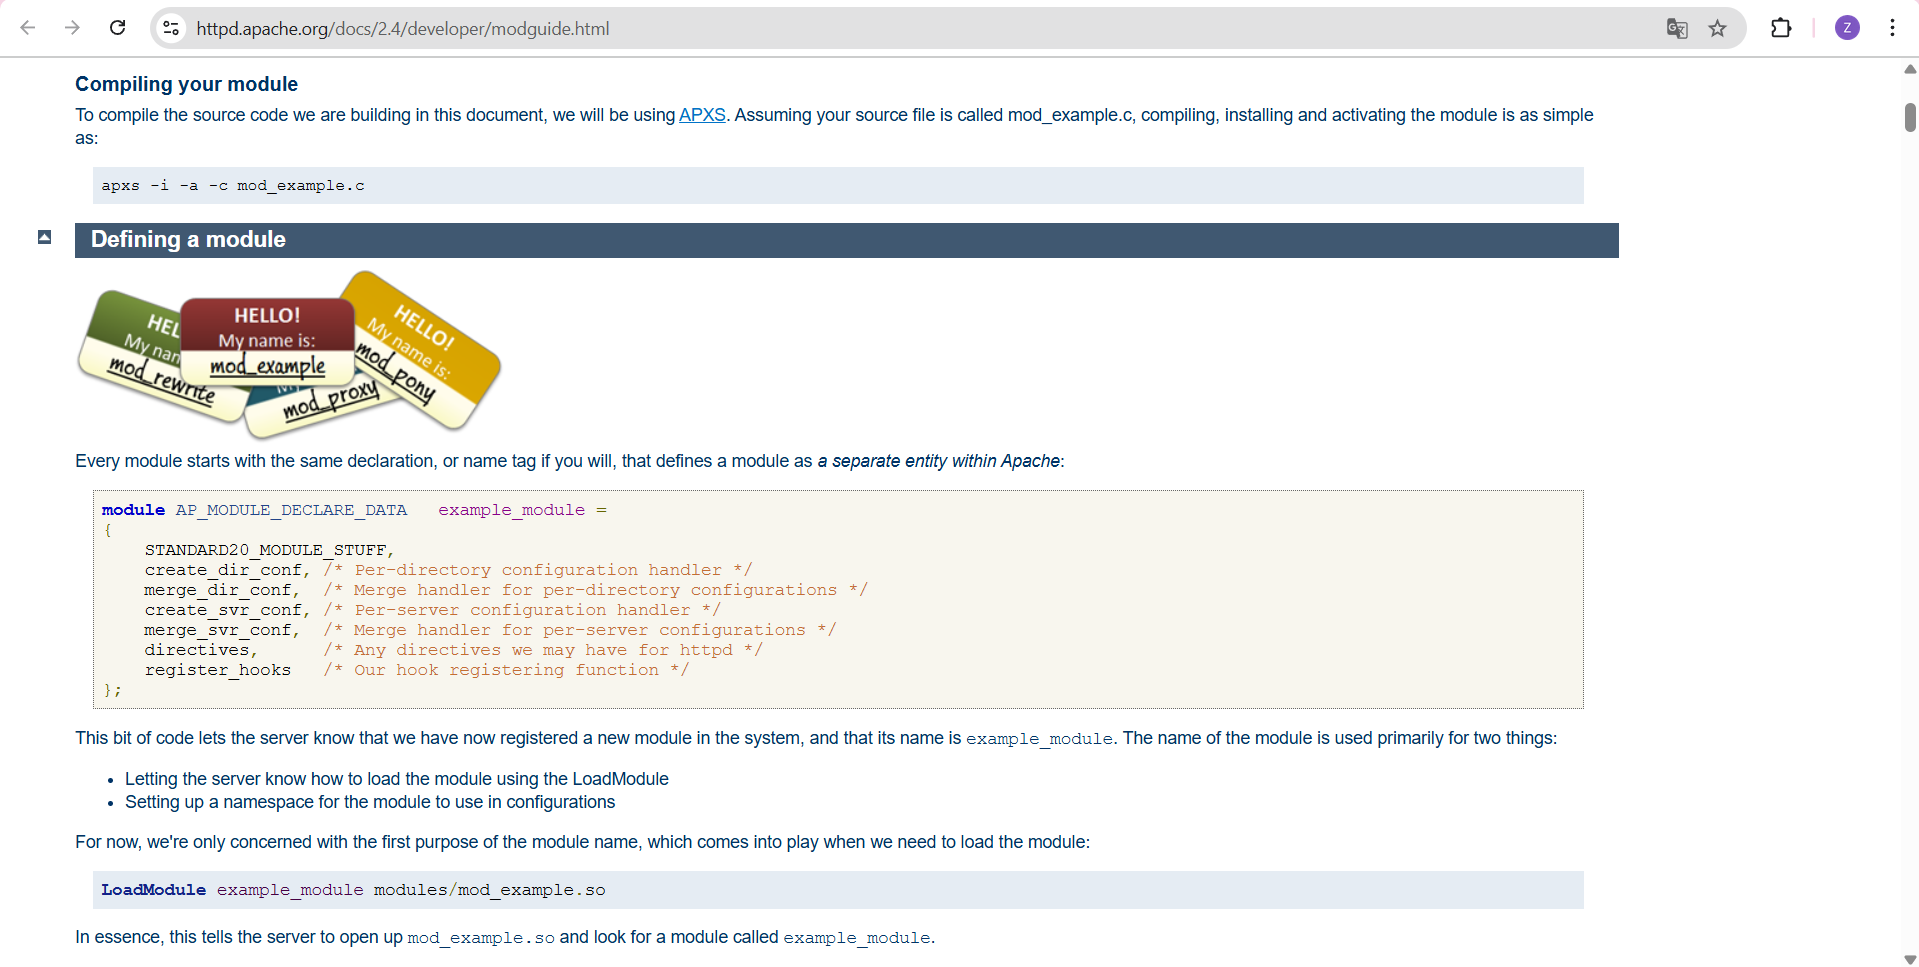 httpd.apache.org/docs/2.4/developer/modguide.html
Z
Compiling your module
To compile the source code we are building in this document, we will be using APXS. Assuming your source file is called mod_example.c, compiling, installing and activating the module is as simple
as:
apxs -i -a -c mod_example.c
Defining a module
HEL
My nan
mod_rewrite
HELLO!
My name is:
mod_example
mod_proxy
HELLO!
My name is:
mod_pony
Every module starts with the same declaration, or name tag if you will, that defines a module as a separate entity within Apache:
module AP_MODULE_DECLARE_DATA   example_module =
{
    STANDARD20_MODULE_STUFF,
    create_dir_conf, /* Per-directory configuration handler */
    merge_dir_conf,  /* Merge handler for per-directory configurations */
    create_svr_conf, /* Per-server configuration handler */
    merge_svr_conf,  /* Merge handler for per-server configurations */
    directives,      /* Any directives we may have for httpd */
    register_hooks   /* Our hook registering function */
};
This bit of code lets the server know that we have now registered a new module in the system, and that its name is example_module. The name of the module is used primarily for two things:
• Letting the server know how to load the module using the LoadModule
• Setting up a namespace for the module to use in configurations
For now, we're only concerned with the first purpose of the module name, which comes into play when we need to load the module:
LoadModule example_module modules/mod_example.so
In essence, this tells the server to open up mod_example.so and look for a module called example_module.